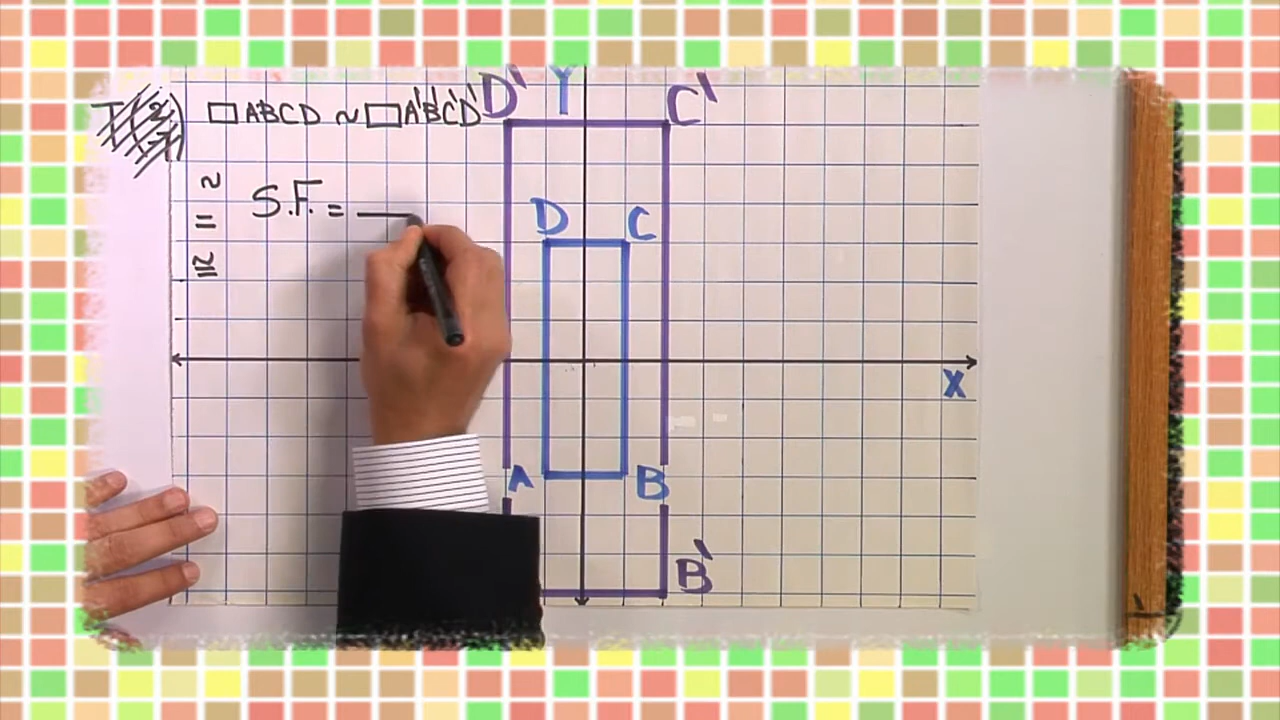 □ABCD ~ □A'B'C'D'
~
=
≅
S.F. = ―
D' Y C'
D C
X
A B
B'